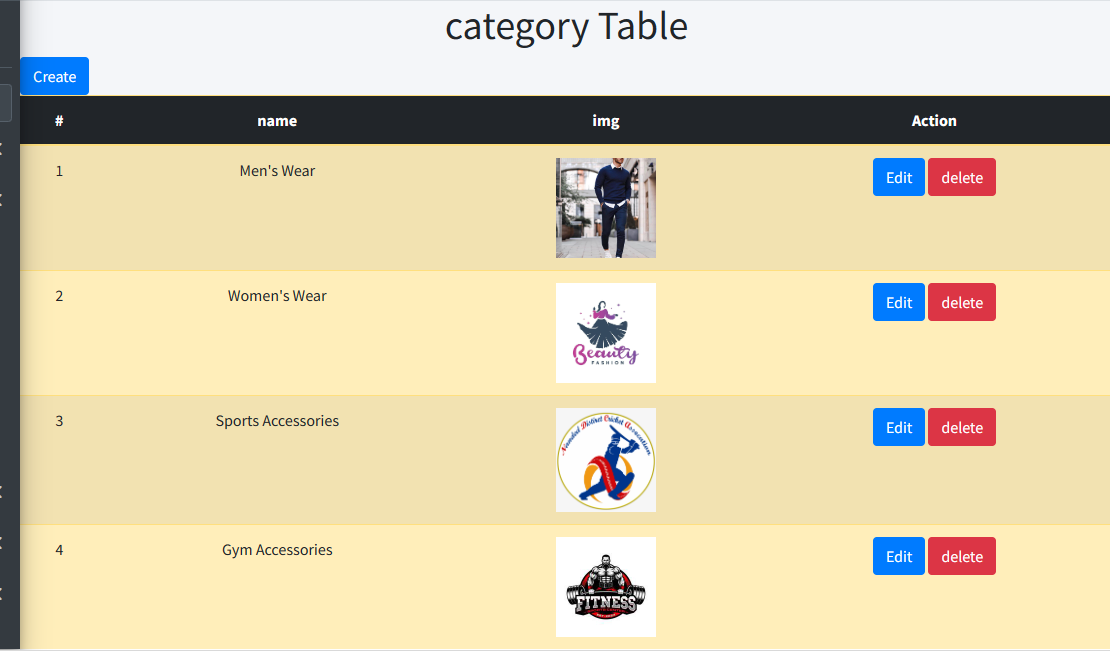 category Table
Create
# name img Action
1 Men's Wear Edit delete
2 Women's Wear Edit delete
Beauty
FASHION
3 Sports Accessories Edit delete
District Cricket Association
4 Gym Accessories Edit delete
FITNESS